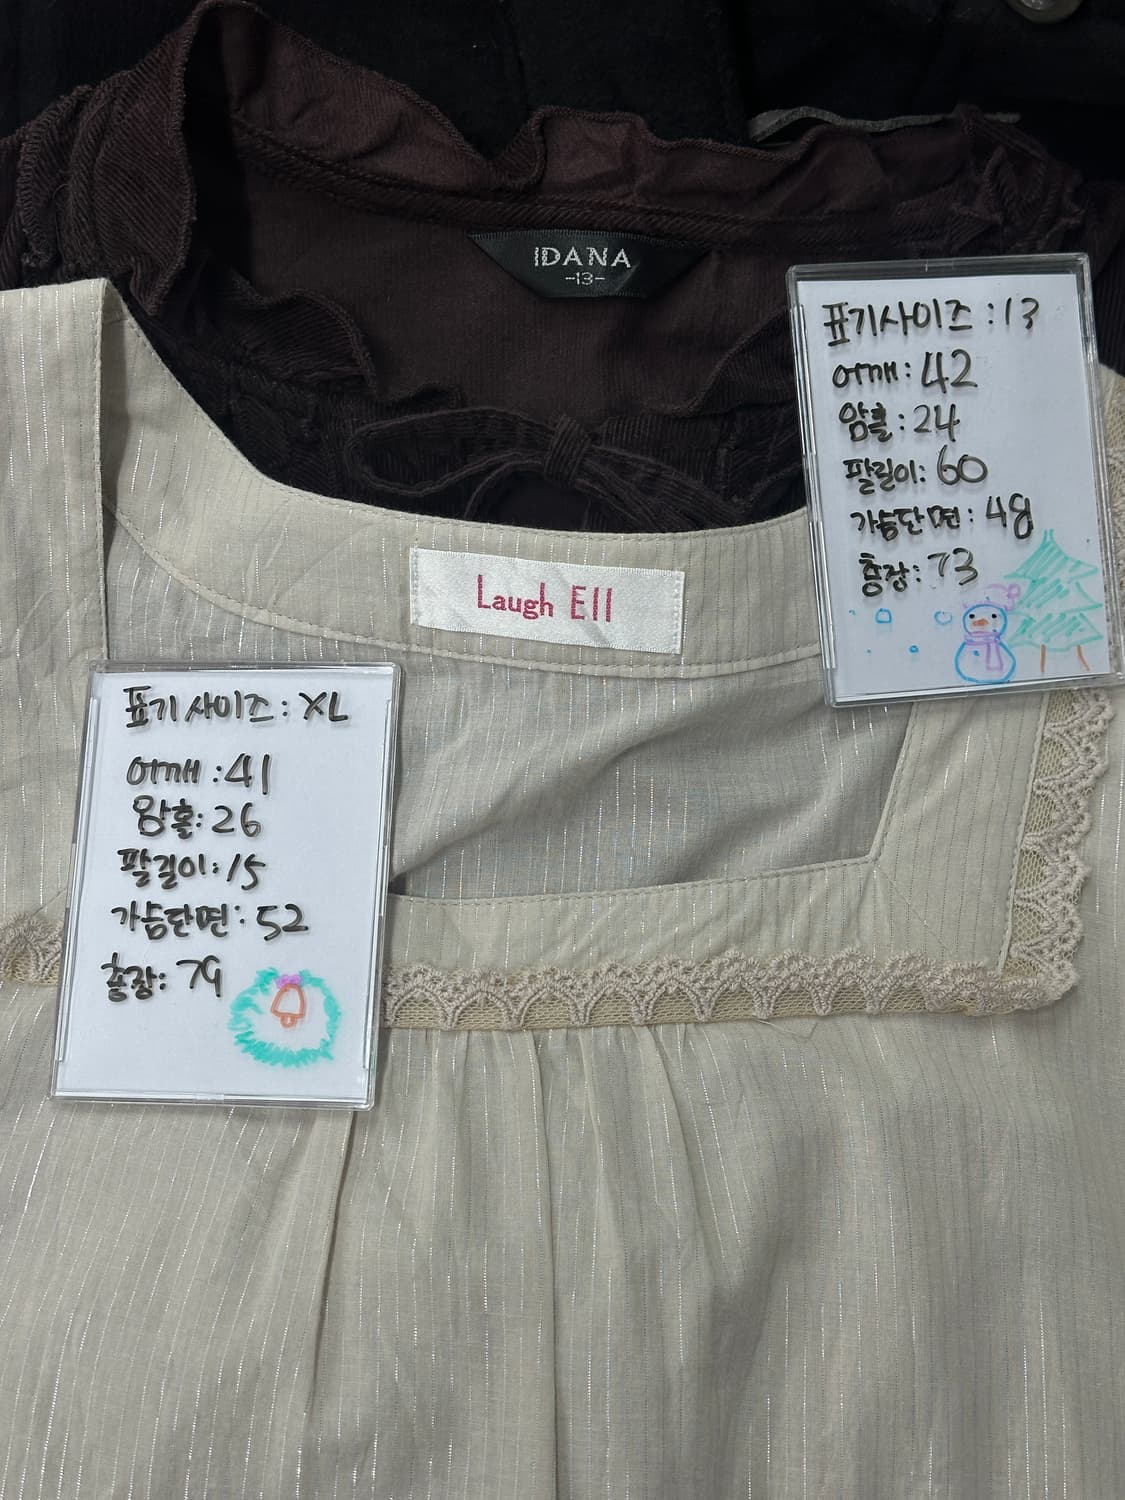 IDANA
-13-
표기사이즈 : 13
어깨 : 42
암홀 : 24
팔길이 : 60
가슴단면 : 48
총장 : 73
Laugh Ell
표기사이즈 : XL
어깨 : 41
암홀 : 26
팔길이 : 15
가슴단면 : 52
총장 : 79